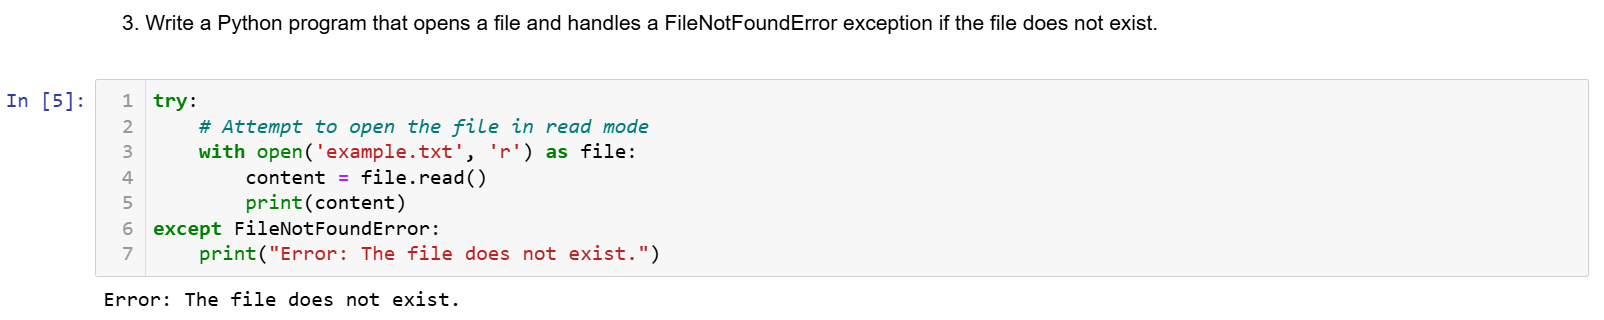 3. Write a Python program that opens a file and handles a FileNotFoundError exception if the file does not exist.
In [5]:
1 try:
2     # Attempt to open the file in read mode
3     with open('example.txt', 'r') as file:
4         content = file.read()
5         print(content)
6 except FileNotFoundError:
7     print("Error: The file does not exist.")
Error: The file does not exist.